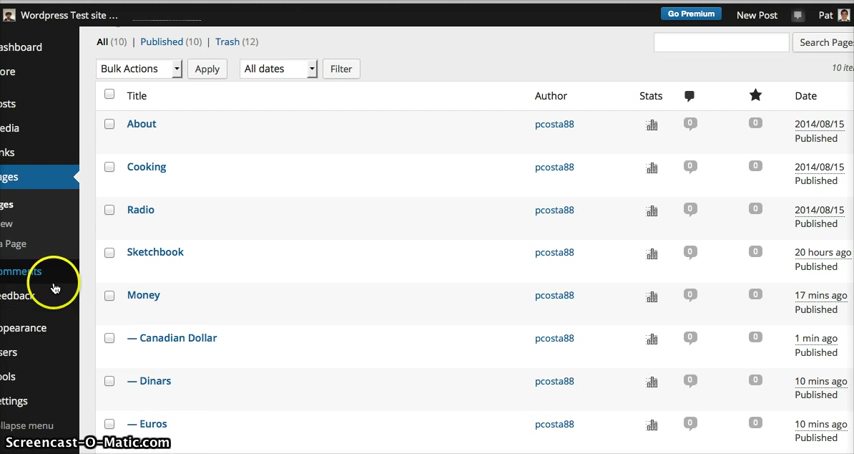 Wordpress Test site ... Go Premium New Post Pat
All (10) | Published (10) | Trash (12)
Search Page
Bulk Actions Apply All dates Filter
10 ite
Title Author Stats Date
About pcosta88 0 0 2014/08/15
Published
Cooking pcosta88 0 0 2014/08/15
Published
Radio pcosta88 0 0 2014/08/15
Published
Sketchbook pcosta88 0 0 20 hours ago
Published
Money pcosta88 0 0 17 mins ago
Published
— Canadian Dollar pcosta88 0 0 1 min ago
Published
— Dinars pcosta88 0 0 10 mins ago
Published
— Euros pcosta88 0 0 10 mins ago
Published
ashboard
ore
osts
edia
nks
ges
ges
ew
a Page
omments
eedback
ppearance
sers
ools
ettings
ollapse menu
Screencast-O-Matic.com